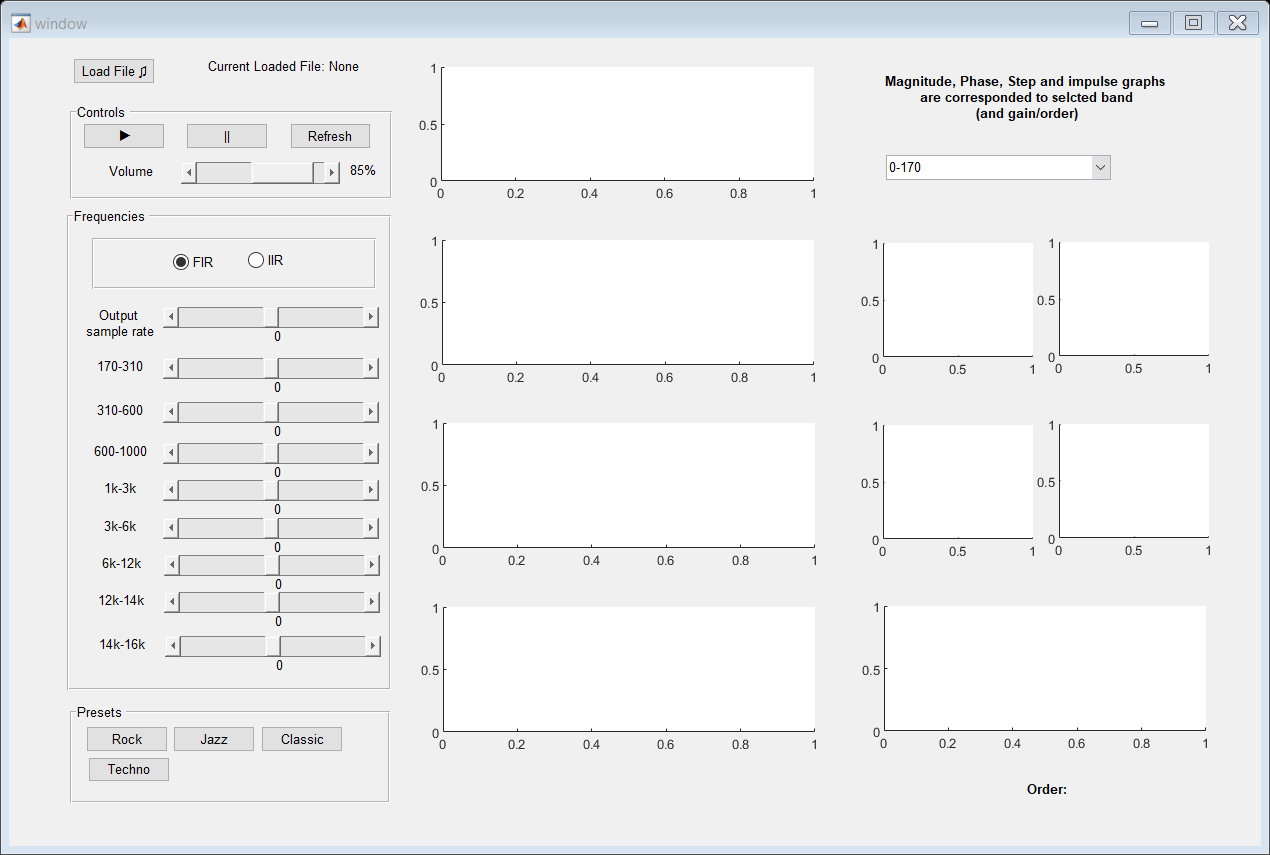 window
Load File ♫
Current Loaded File: None
Controls
▶
||
Refresh
Volume
85%
Frequencies
FIR
IIR
Output
sample rate
0
170-310
0
310-600
0
600-1000
0
1k-3k
0
3k-6k
0
6k-12k
0
12k-14k
0
14k-16k
0
Presets
Rock
Jazz
Classic
Techno
1
0.5
0
0 0.2 0.4 0.6 0.8 1
1
0.5
0
0 0.2 0.4 0.6 0.8 1
1
0.5
0
0 0.2 0.4 0.6 0.8 1
1
0.5
0
0 0.2 0.4 0.6 0.8 1
Magnitude, Phase, Step and impulse graphs
are corresponded to selcted band
(and gain/order)
0-170
1
0.5
0
0 0.5 1
1
0.5
0
0 0.5 1
1
0.5
0
0 0.5 1
1
0.5
0
0 0.5 1
1
0.5
0
0 0.2 0.4 0.6 0.8 1
Order: